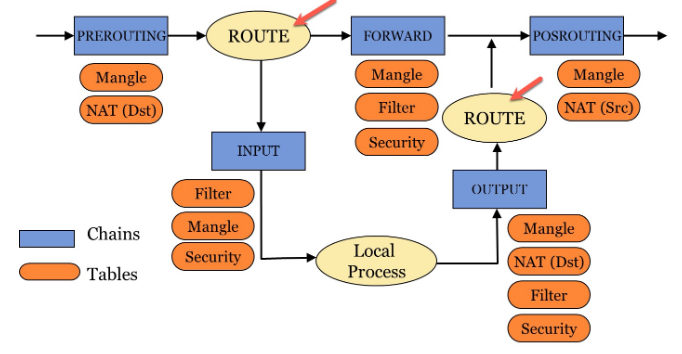 PREROUTING
ROUTE
FORWARD
POSROUTING
Mangle
NAT (Dst)
Mangle
Filter
Security
Mangle
NAT (Src)
ROUTE
INPUT
Filter
Mangle
Security
OUTPUT
Mangle
NAT (Dst)
Filter
Security
Local
Process
Chains
Tables